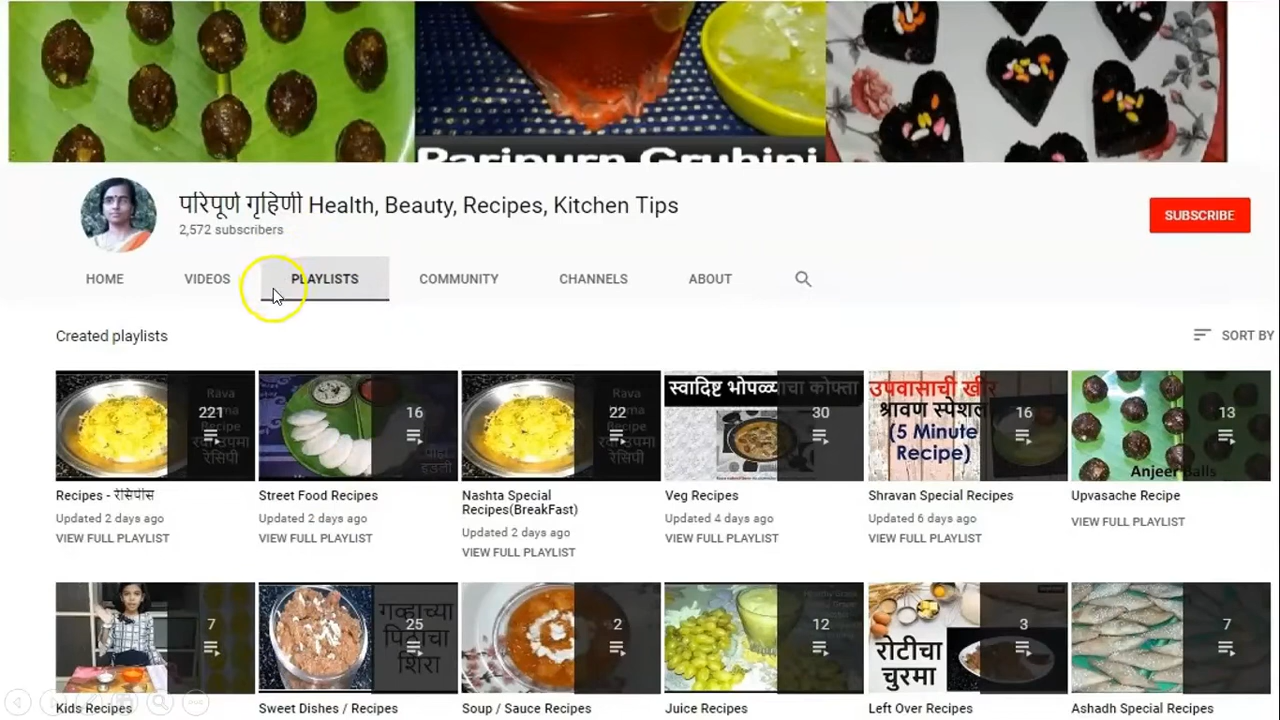 Paripurn Gruhini
परिपूर्ण गृहिणी Health, Beauty, Recipes, Kitchen Tips
2,572 subscribers
SUBSCRIBE
HOME VIDEOS PLAYLISTS COMMUNITY CHANNELS ABOUT
Created playlists
SORT BY
221 16 22 30 16 13
Rava
Rava
स्वादिष्ट भोपळ्याचा कोफ्ता
उपवासाची खीर
श्रावण स्पेशल
(5 Minute
Recipe)
Anjeer Balls
Recipes - रेसिपीस
Updated 2 days ago
VIEW FULL PLAYLIST
Street Food Recipes
Updated 2 days ago
VIEW FULL PLAYLIST
Nashta Special
Recipes(BreakFast)
Updated 2 days ago
VIEW FULL PLAYLIST
Veg Recipes
Updated 4 days ago
VIEW FULL PLAYLIST
Shravan Special Recipes
Updated 6 days ago
VIEW FULL PLAYLIST
Upvasache Recipe
VIEW FULL PLAYLIST
7 25 2 12 3 7
गव्हाच्या
पिठाचा
शिरा
रोटीचा
चुरमा
Kids Recipes
Sweet Dishes / Recipes
Soup / Sauce Recipes
Juice Recipes
Left Over Recipes
Ashadh Special Recipes